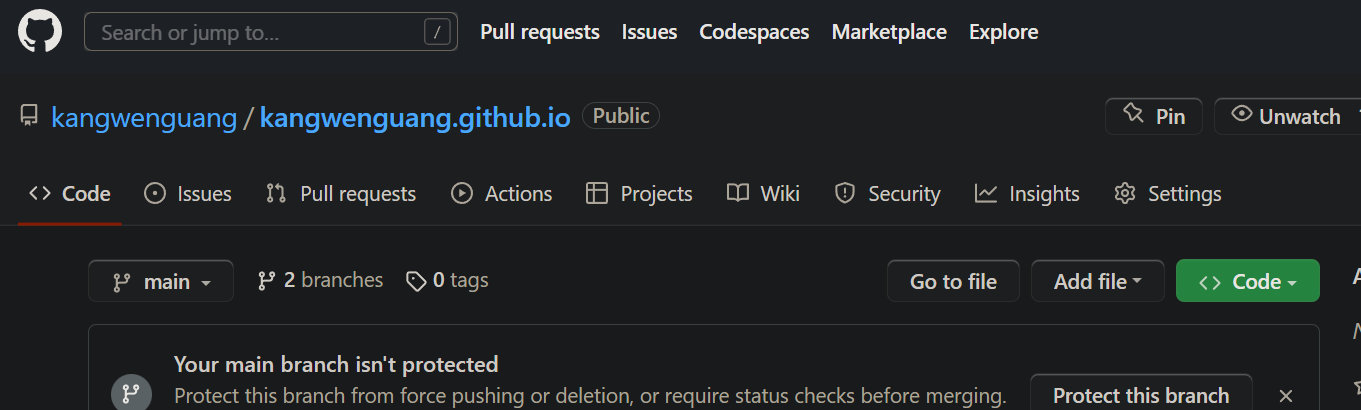 Search or jump to... / Pull requests Issues Codespaces Marketplace Explore
kangwenguang / kangwenguang.github.io Public Pin Unwatch
Code Issues Pull requests Actions Projects Wiki Security Insights Settings
main 2 branches 0 tags Go to file Add file Code
Your main branch isn't protected
Protect this branch from force pushing or deletion, or require status checks before merging. Protect this branch